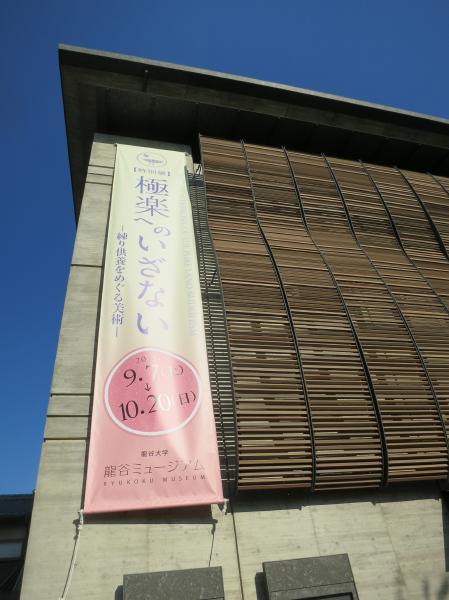 【特別展】
極楽へのいざない
―練り供養をめぐる美術―
9.7(土)
↓
10.20(日)
龍谷大学
龍谷ミュージアム
RYUKOKU MUSEUM